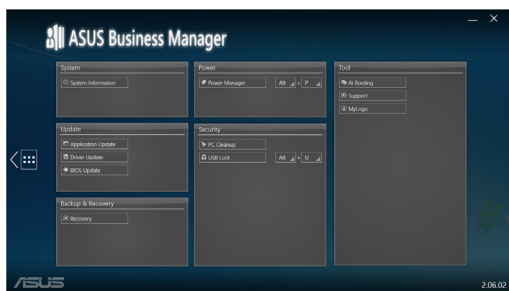 ASUS Business Manager
System
System Information
Power
Power Manager
Alt + P
Tool
Ai Booting
Support
MyLogo
Update
Application Update
Driver Update
BIOS Update
Security
PC Cleanup
USB Lock
Alt + U
Backup & Recovery
Recovery
ASUS
2.06.02